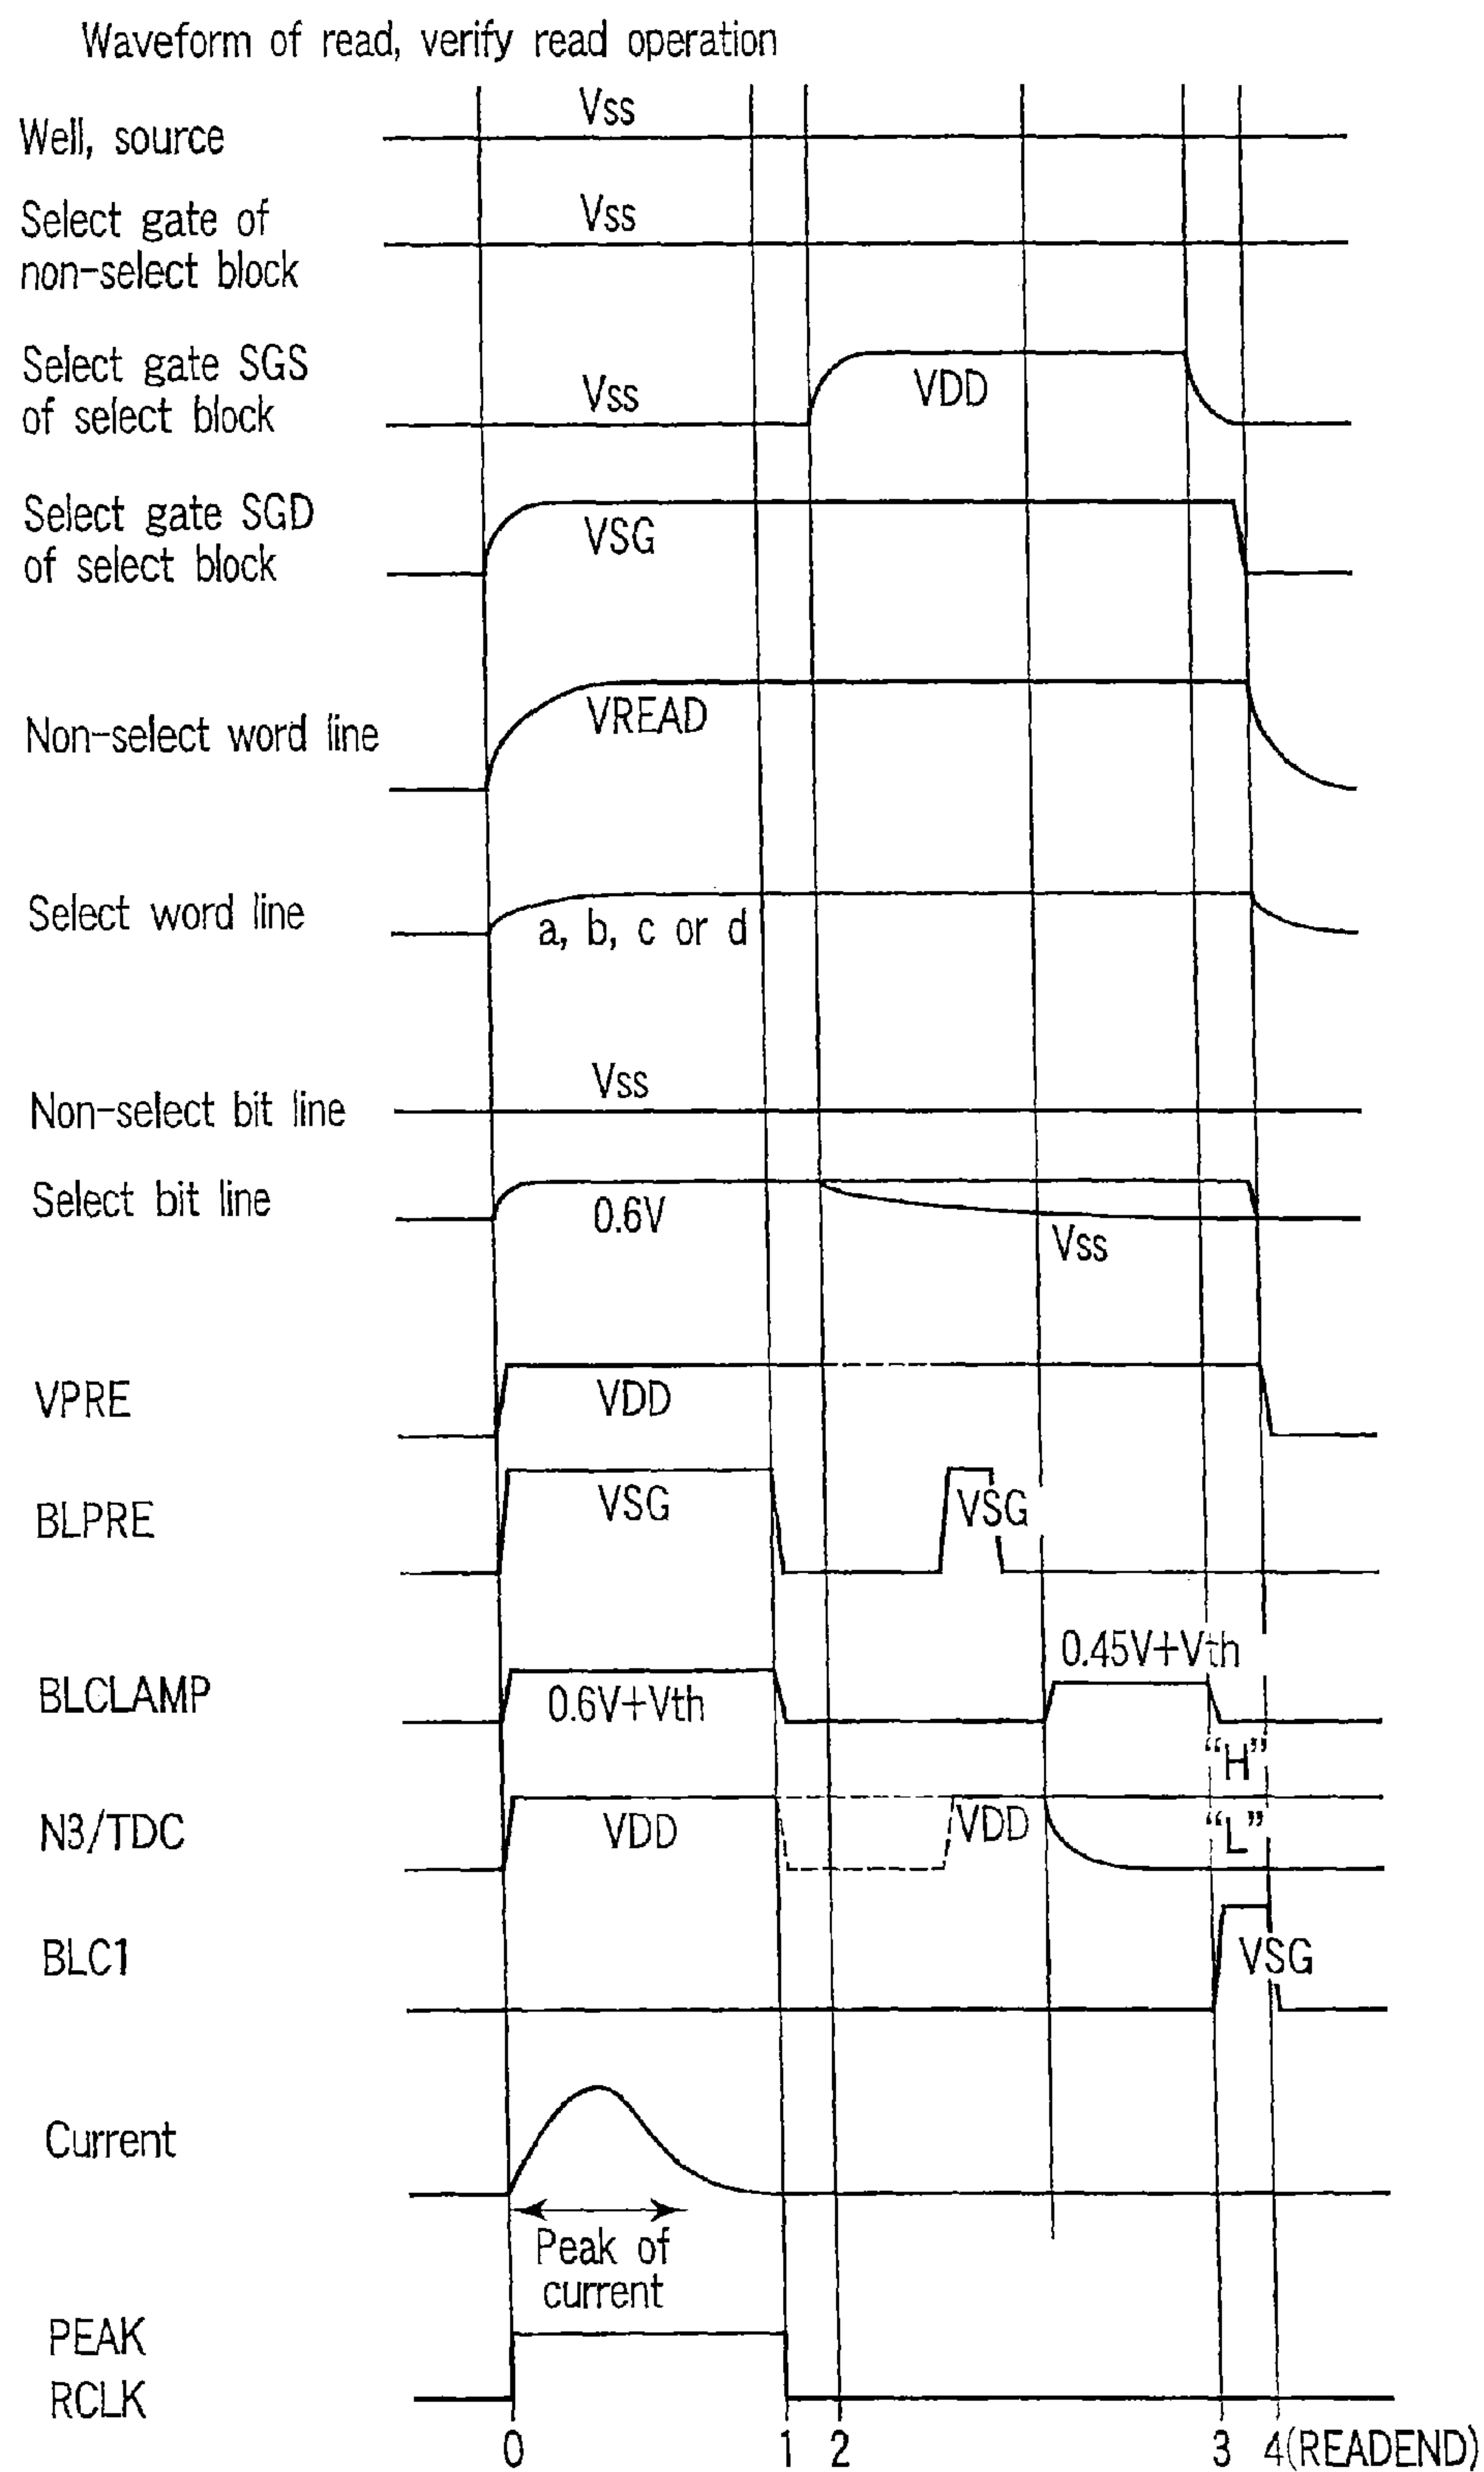 Waveform of read, verify read operation
Vss
Well, source
Vss
Select gate of
non-select block
Select gate SGS
of select block
Vss
VDD
Select gate SGD
of select block
VSG
Non-select word line
VREAD
Select word line
a, b, c or d
Vss
Non-select bit line
Select bit line
0.6V
Vss
VPRE
VDD
BLPRE
VSG
VSG
0.45V+Vth
BLCLAMP
0.6V+Vth
“H”
N3/TDC
VDD
VDD
“L”
BLC1
VSG
Current
Peak of
current
PEAK
RCLK
0 1 2 3 4(READEND)